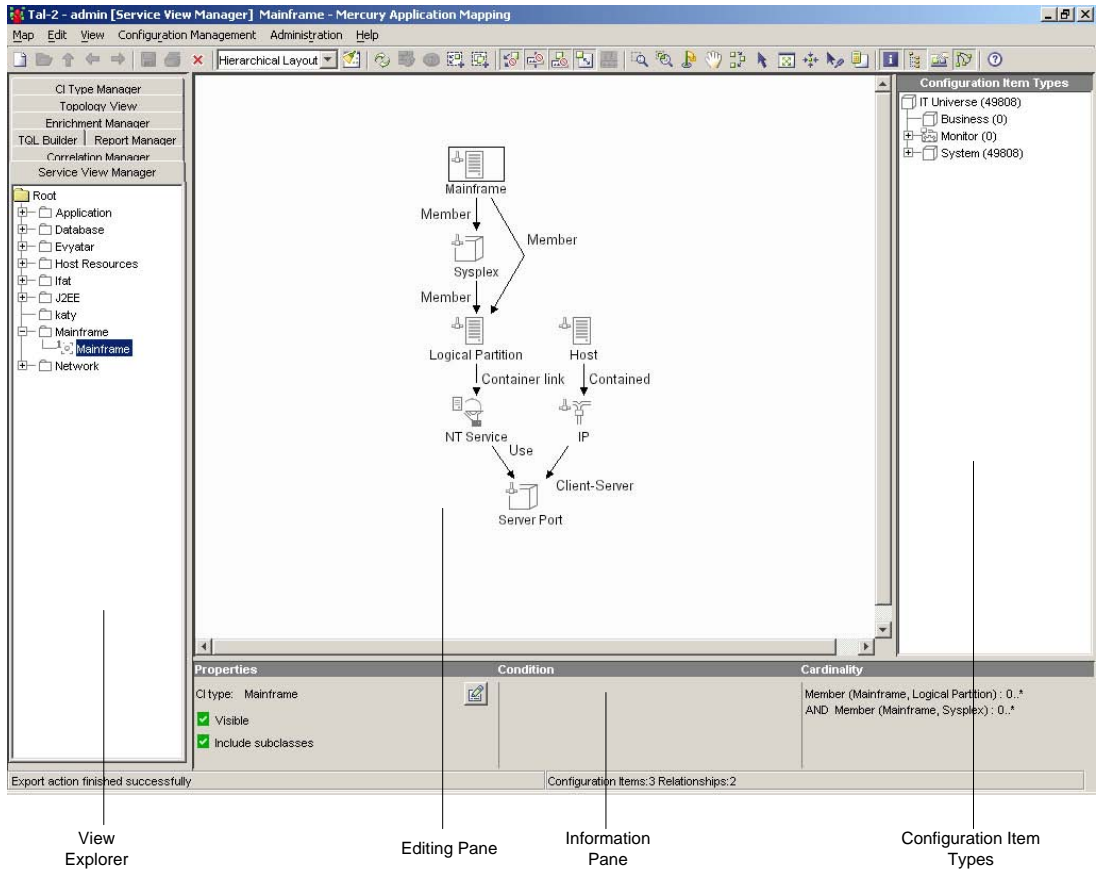 Tal-2 - admin [Service View Manager] Mainframe - Mercury Application Mapping
Map Edit View Configuration Management Administration Help
Hierarchical Layout
CI Type Manager
Topology View
Enrichment Manager
TQL Builder Report Manager
Correlation Manager
Service View Manager
Root
Application
Database
Evyatar
Host Resources
Ifat
J2EE
katy
Mainframe
1 Mainframe
Network
Mainframe
Member
Member
Sysplex
Member
Logical Partition
Host
Container link
Contained
NT Service
IP
Use
Client-Server
Server Port
Configuration Item Types
IT Universe (49808)
Business (0)
Monitor (0)
System (49808)
Properties
CI type: Mainframe
Visible
Include subclasses
Condition
Cardinality
Member (Mainframe, Logical Partition) : 0..*
AND Member (Mainframe, Sysplex) : 0..*
Export action finished successfully
Configuration Items:3 Relationships:2
View
Explorer
Editing Pane
Information
Pane
Configuration Item
Types